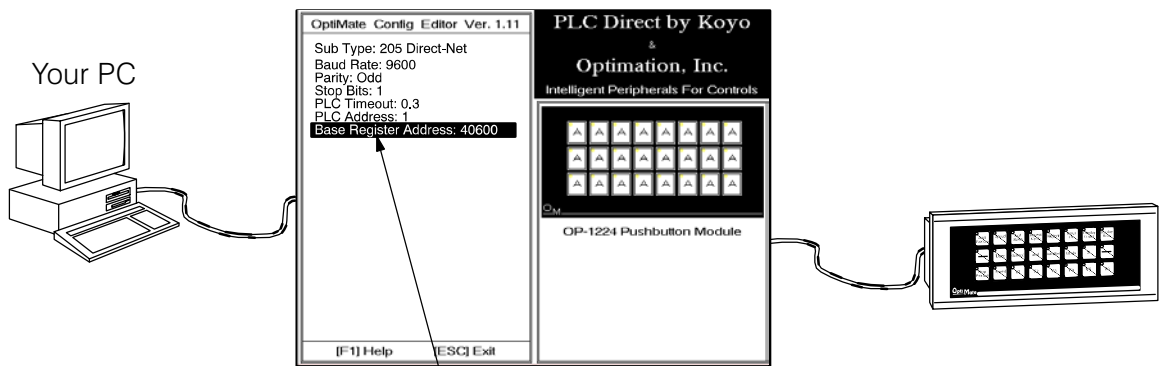 Your PC
OptiMate Config Editor Ver. 1.11
Sub Type: 205 Direct-Net
Baud Rate: 9600
Parity: Odd
Stop Bits: 1
PLC Timeout: 0.3
PLC Address: 1
Base Register Address: 40600
[F1] Help [ESC] Exit
PLC Direct by Koyo
&
Optimation, Inc.
Intelligent Peripherals For Controls
A A A A A A A A
A A A A A A A A
A A A A A A A A
OM
OP-1224 Pushbutton Module
OptiMate